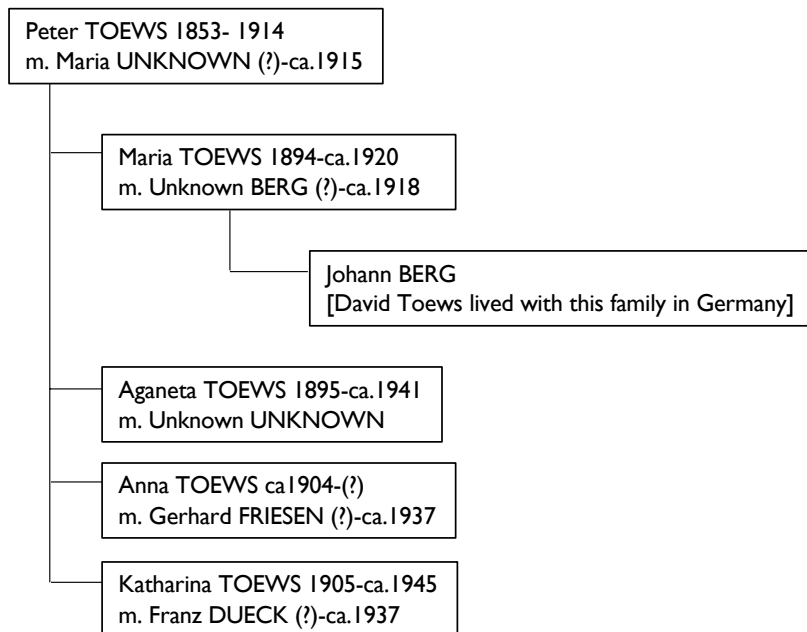 Peter TOEWS 1853- 1914
m. Maria UNKNOWN (?)-ca.1915
Maria TOEWS 1894-ca.1920
m. Unknown BERG (?)-ca.1918
Johann BERG
[David Toews lived with this family in Germany]
Aganeta TOEWS 1895-ca.1941
m. Unknown UNKNOWN
Anna TOEWS ca1904-(?)
m. Gerhard FRIESEN (?)-ca.1937
Katharina TOEWS 1905-ca.1945
m. Franz DUECK (?)-ca.1937